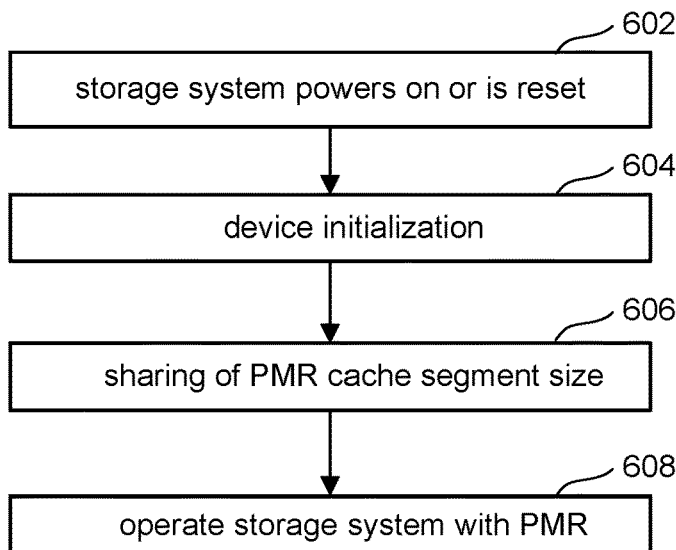 602
storage system powers on or is reset
604
device initialization
606
sharing of PMR cache segment size
608
operate storage system with PMR